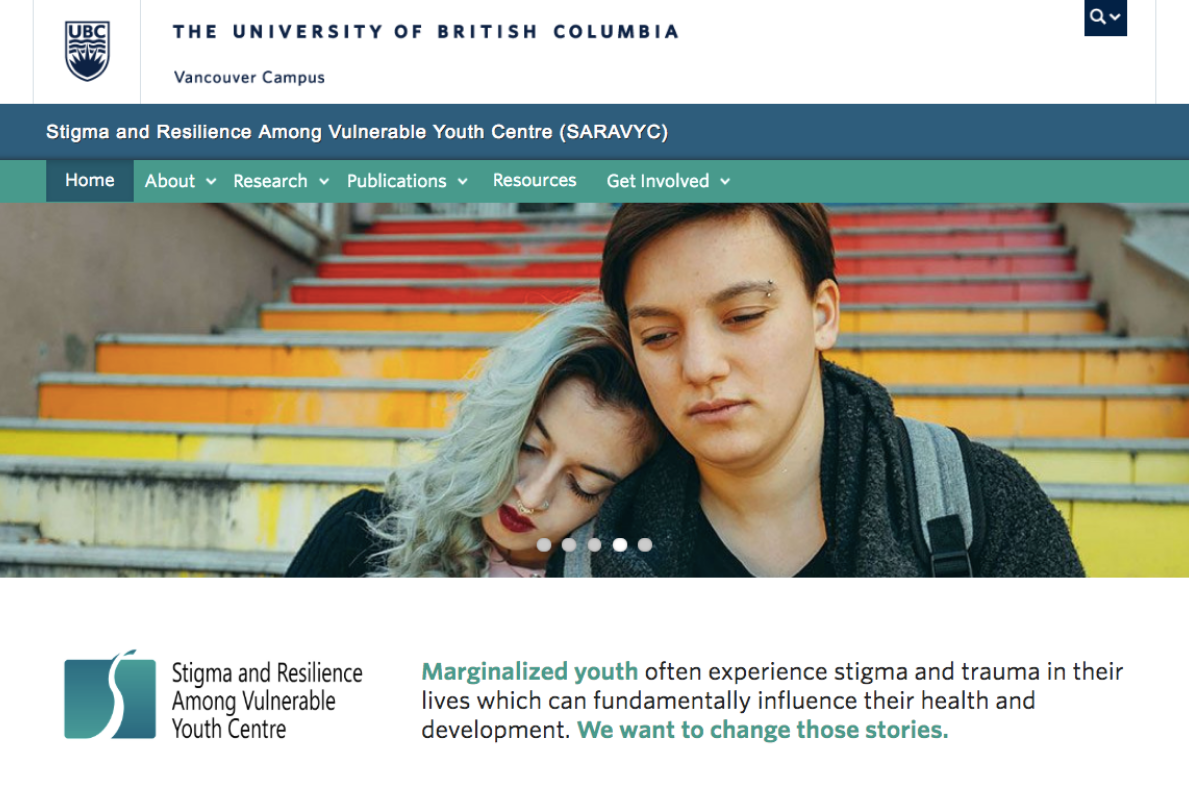 UBC
THE UNIVERSITY OF BRITISH COLUMBIA
Vancouver Campus
Stigma and Resilience Among Vulnerable Youth Centre (SARAVYC)
Home About Research Publications Resources Get Involved
Stigma and Resilience
Among Vulnerable
Youth Centre
Marginalized youth often experience stigma and trauma in their
lives which can fundamentally influence their health and
development. We want to change those stories.